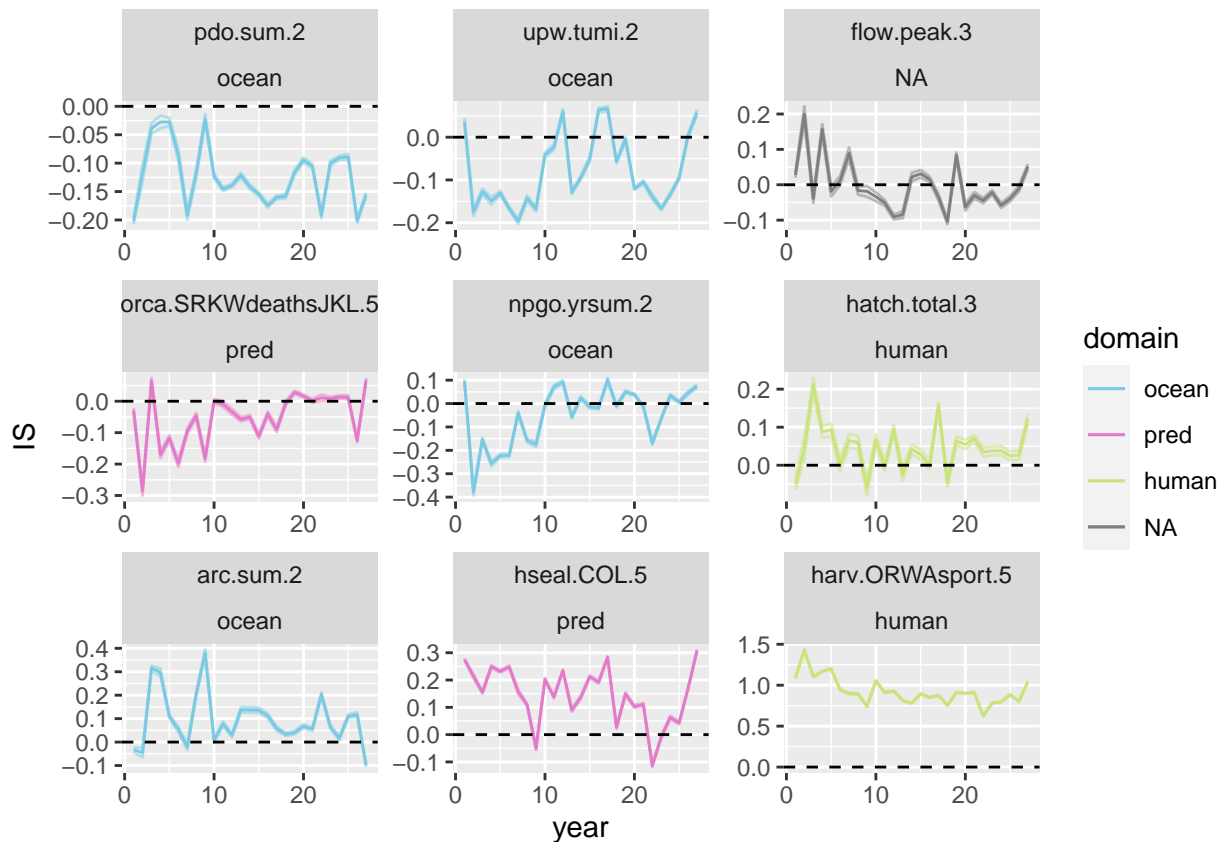 pdo.sum.2
ocean
0.00
−0.05
−0.10
−0.15
−0.20
0 10 20
upw.tumi.2
ocean
0.0
−0.1
−0.2
0 10 20
flow.peak.3
NA
0.2
0.1
0.0
−0.1
0 10 20
orca.SRKWdeathsJKL.5
pred
0.0
−0.1
−0.2
−0.3
0 10 20
npgo.yrsum.2
ocean
0.1
0.0
−0.1
−0.2
−0.3
−0.4
0 10 20
hatch.total.3
human
0.2
0.1
0.0
0 10 20
arc.sum.2
ocean
0.4
0.3
0.2
0.1
0.0
−0.1
0 10 20
hseal.COL.5
pred
0.3
0.2
0.1
0.0
−0.1
0 10 20
harv.ORWAsport.5
human
1.5
1.0
0.5
0.0
0 10 20
IS
year
domain
ocean
pred
human
NA